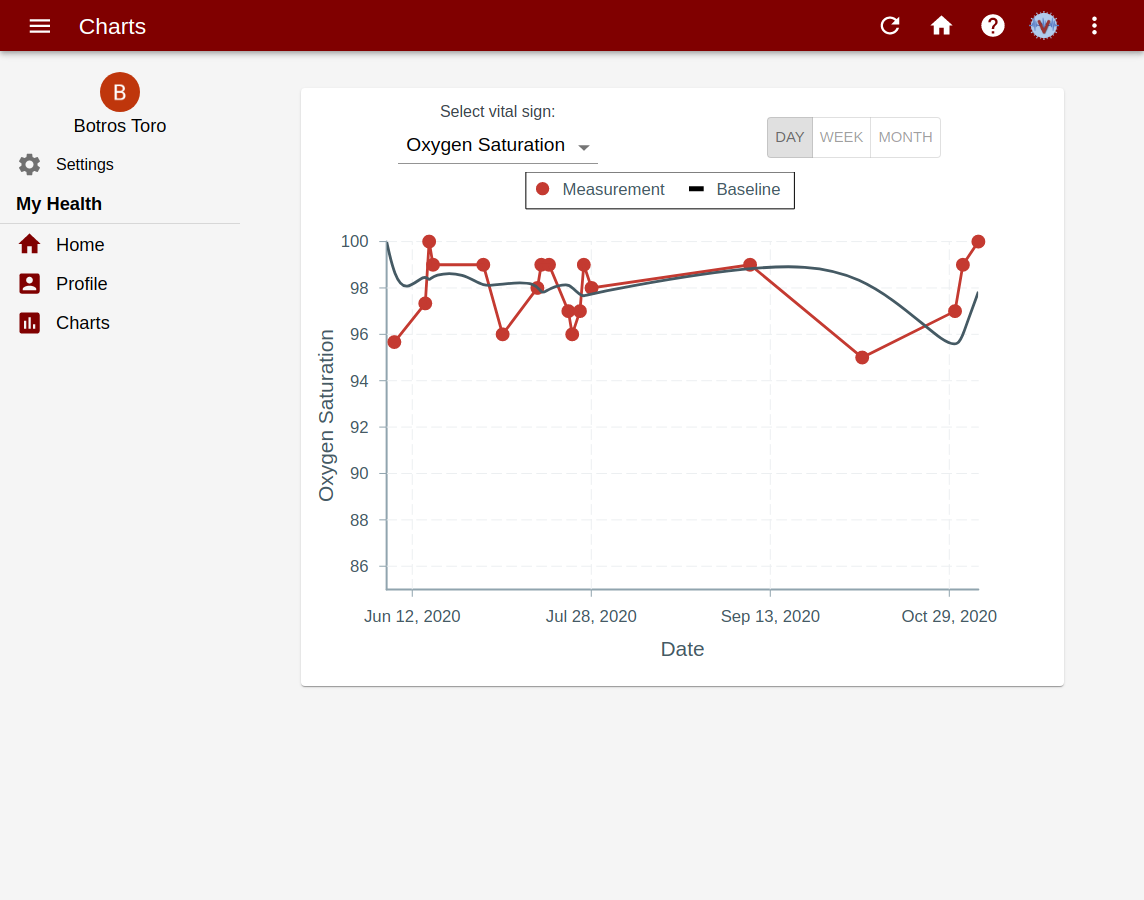 Charts
B
Botros Toro
Settings
My Health
Home
Profile
Charts
Select vital sign:
Oxygen Saturation
DAY WEEK MONTH
Measurement Baseline
100
98
96
94
92
90
88
86
Oxygen Saturation
Jun 12, 2020 Jul 28, 2020 Sep 13, 2020 Oct 29, 2020
Date